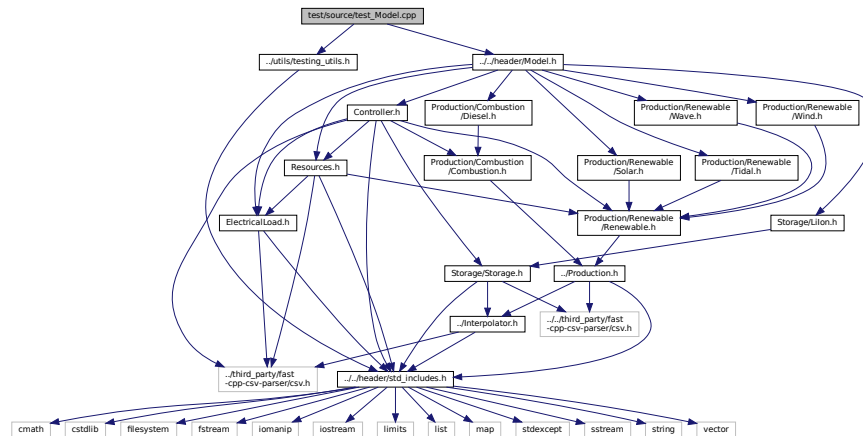 test/source/test_Model.cpp
../utils/testing_utils.h
../../header/Model.h
Controller.h
Production/Combustion
/Diesel.h
Production/Renewable
/Wave.h
Production/Renewable
/Wind.h
Resources.h
Production/Combustion
/Combustion.h
Production/Renewable
/Solar.h
Production/Renewable
/Tidal.h
ElectricalLoad.h
Production/Renewable
/Renewable.h
Storage/LiIon.h
Storage/Storage.h
../Production.h
../Interpolator.h
../../third_party/fast
-cpp-csv-parser/csv.h
../third_party/fast
-cpp-csv-parser/csv.h
../../header/std_includes.h
cmath
cstdlib
filesystem
fstream
iomanip
iostream
limits
list
map
stdexcept
sstream
string
vector